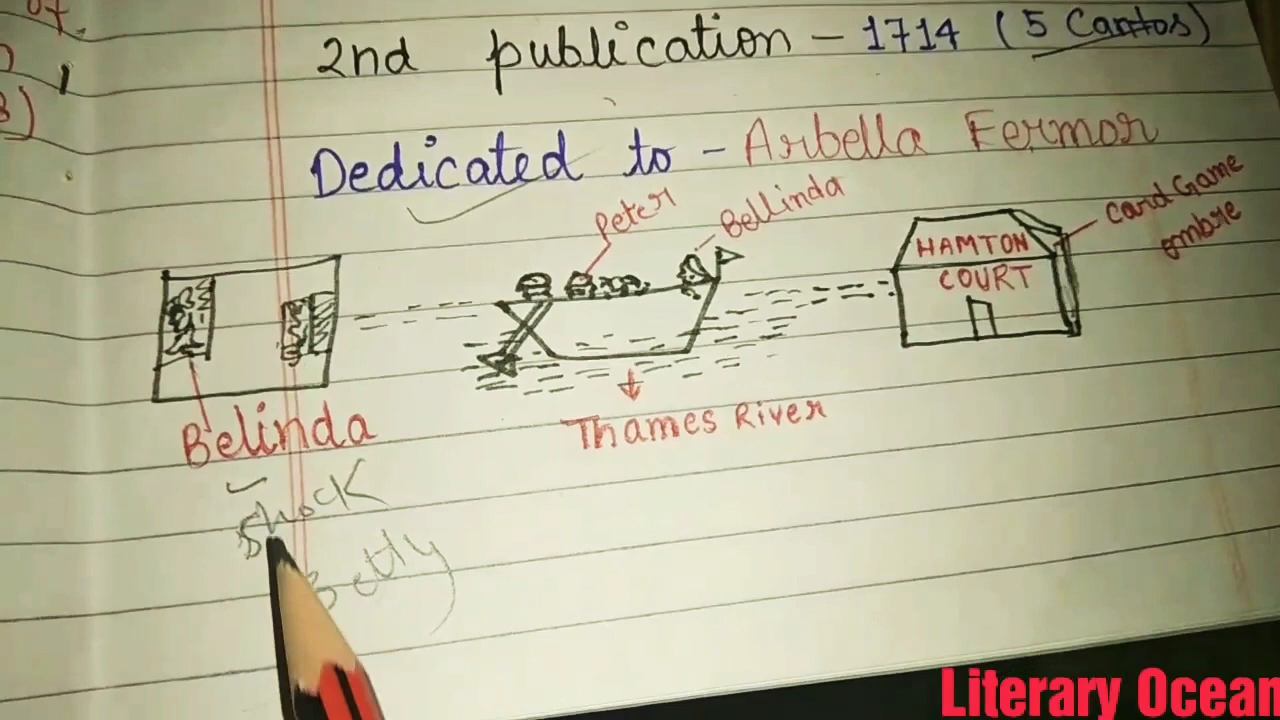 2nd publication - 1714 (5 Cantos)
Dedicated to - Arbella Fermor
Peter
Bellinda
Card Game
ombre
HAMTON
COURT
Belinda
Thames River
Shock
Betty
Literary Ocean